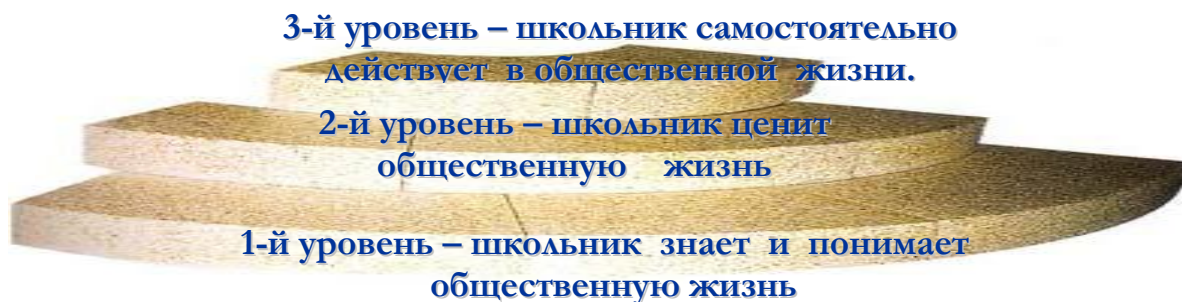 3-й уровень – школьник самостоятельно
действует в общественной жизни.
2-й уровень – школьник ценит
общественную жизнь
1-й уровень – школьник знает и понимает
общественную жизнь